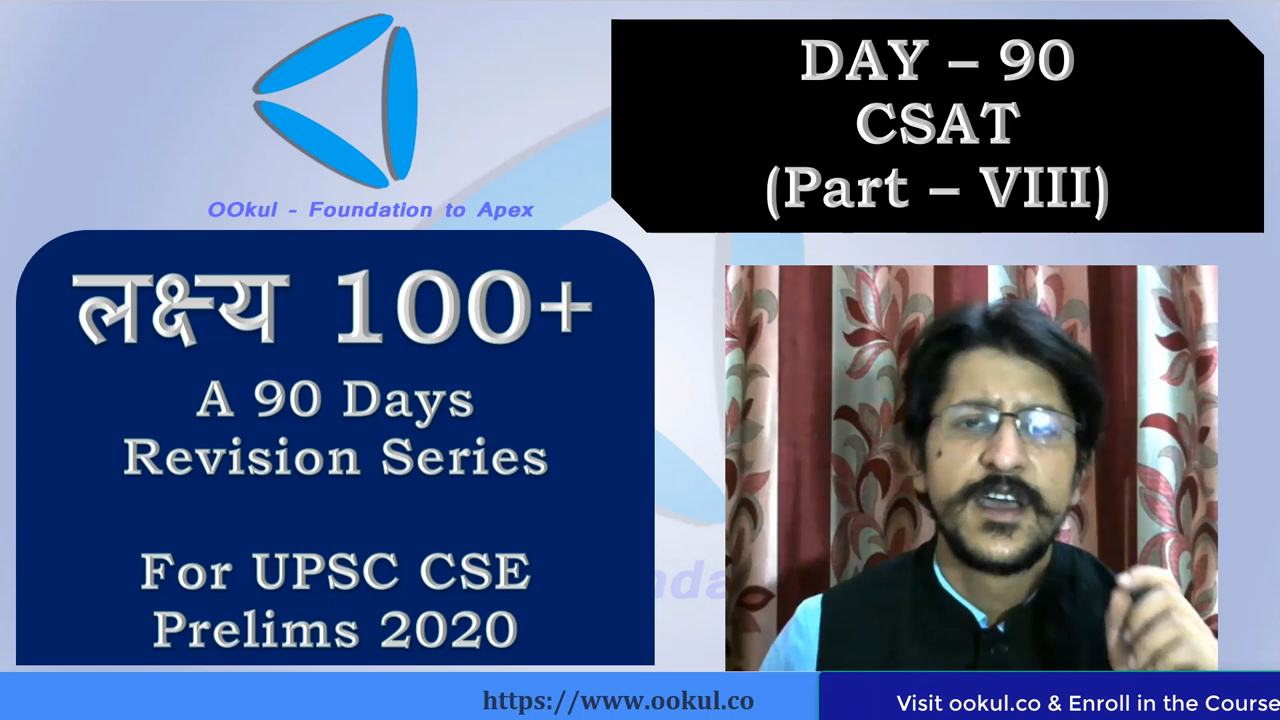 OOkul - Foundation to Apex
DAY – 90
CSAT
(Part – VIII)
लक्ष्य 100+
A 90 Days
Revision Series
For UPSC CSE
Prelims 2020
nda
https://www.ookul.co
Visit ookul.co & Enroll in the Course